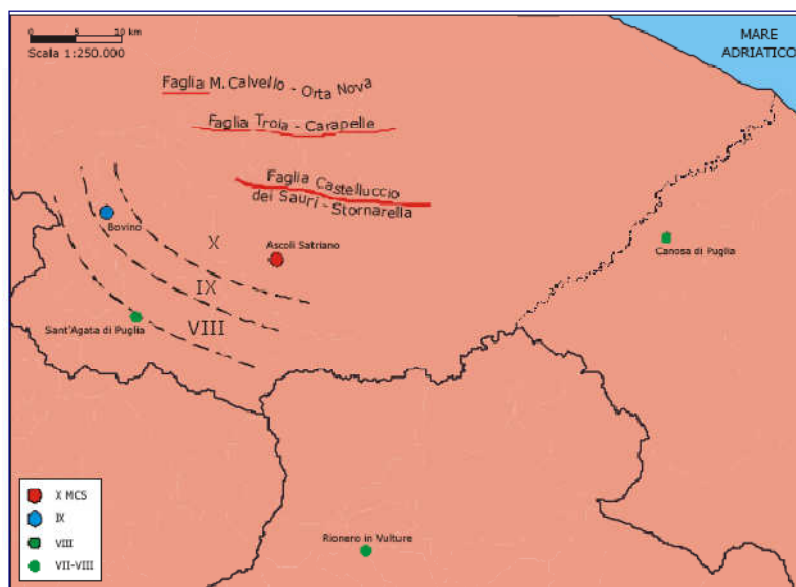 0 5 10 km
Scala 1:250.000
MARE
ADRIATICO
Faglia M. Calvello - Orta Nova
Faglia Troia - Carapelle
Faglia Castelluccio
dei Sauri - Stornarella
Bovino
X
Ascoli Satriano
Canosa di Puglia
IX
VIII
Sant'Agata di Puglia
Rionero in Vulture
X MCS
IX
VIII
VII-VIII